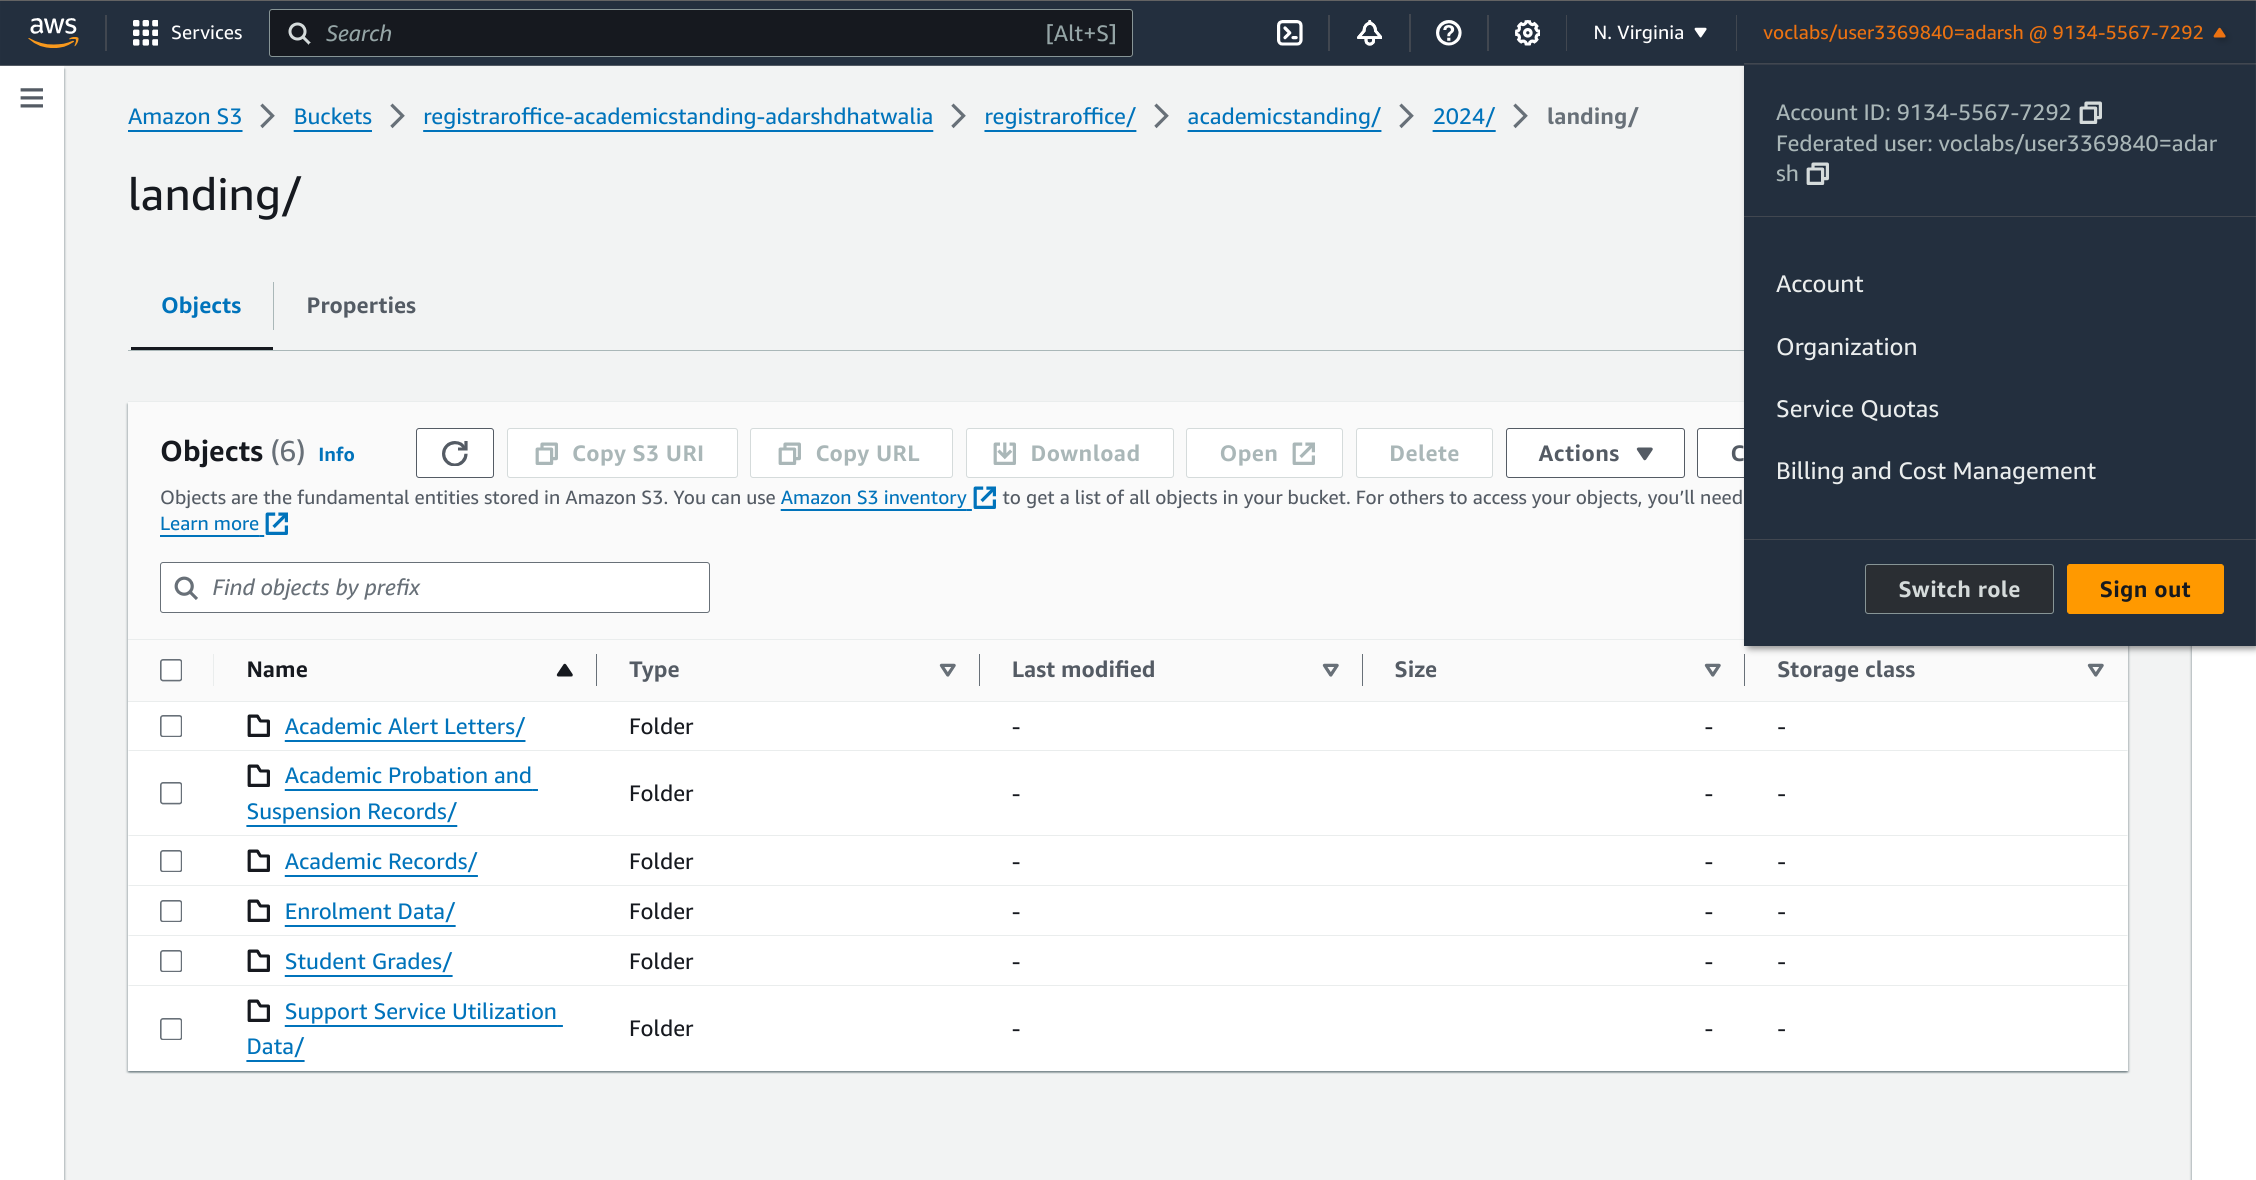 aws Services Search [Alt+S] N. Virginia voclabs/user3369840=adarsh @ 9134-5567-7292
Amazon S3 Buckets registraroffice-academicstanding-adarshdhatwalia registraroffice/ academicstanding/ 2024/ landing/
landing/
Objects Properties
Objects (6) Info Copy S3 URI Copy URL Download Open Delete Actions C
Objects are the fundamental entities stored in Amazon S3. You can use Amazon S3 inventory to get a list of all objects in your bucket. For others to access your objects, you’ll need
Learn more
Find objects by prefix
Name Type Last modified Size Storage class
Academic Alert Letters/ Folder - - -
Academic Probation and
Suspension Records/ Folder - - -
Academic Records/ Folder - - -
Enrolment Data/ Folder - - -
Student Grades/ Folder - - -
Support Service Utilization
Data/ Folder - - -
Account ID: 9134-5567-7292
Federated user: voclabs/user3369840=adar
sh
Account
Organization
Service Quotas
Billing and Cost Management
Switch role Sign out